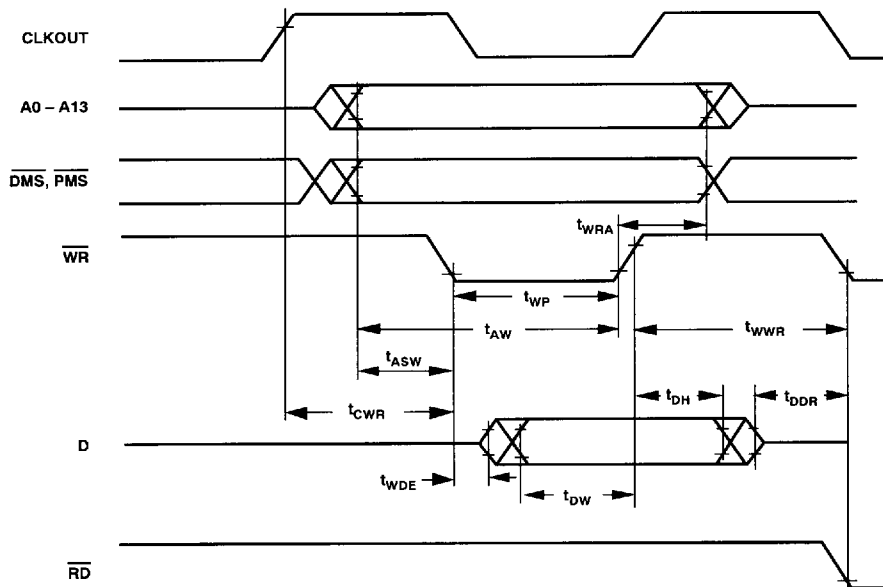 CLKOUT
A0 – A13
DMS, PMS
tWRA
WR
tWP
tAW
tWWR
tASW
tDH
tDDR
tCWR
D
tWDE
tDW
RD